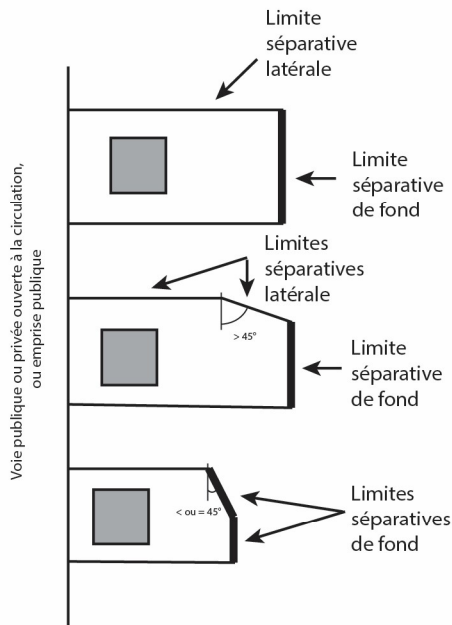 Limite
séparative
latérale
Voie publique ou privée ouverte à la circulation,
ou emprise publique
Limite
séparative
de fond
Limites
séparatives
latérale
> 45°
Limite
séparative
de fond
< ou = 45°
Limites
séparatives
de fond